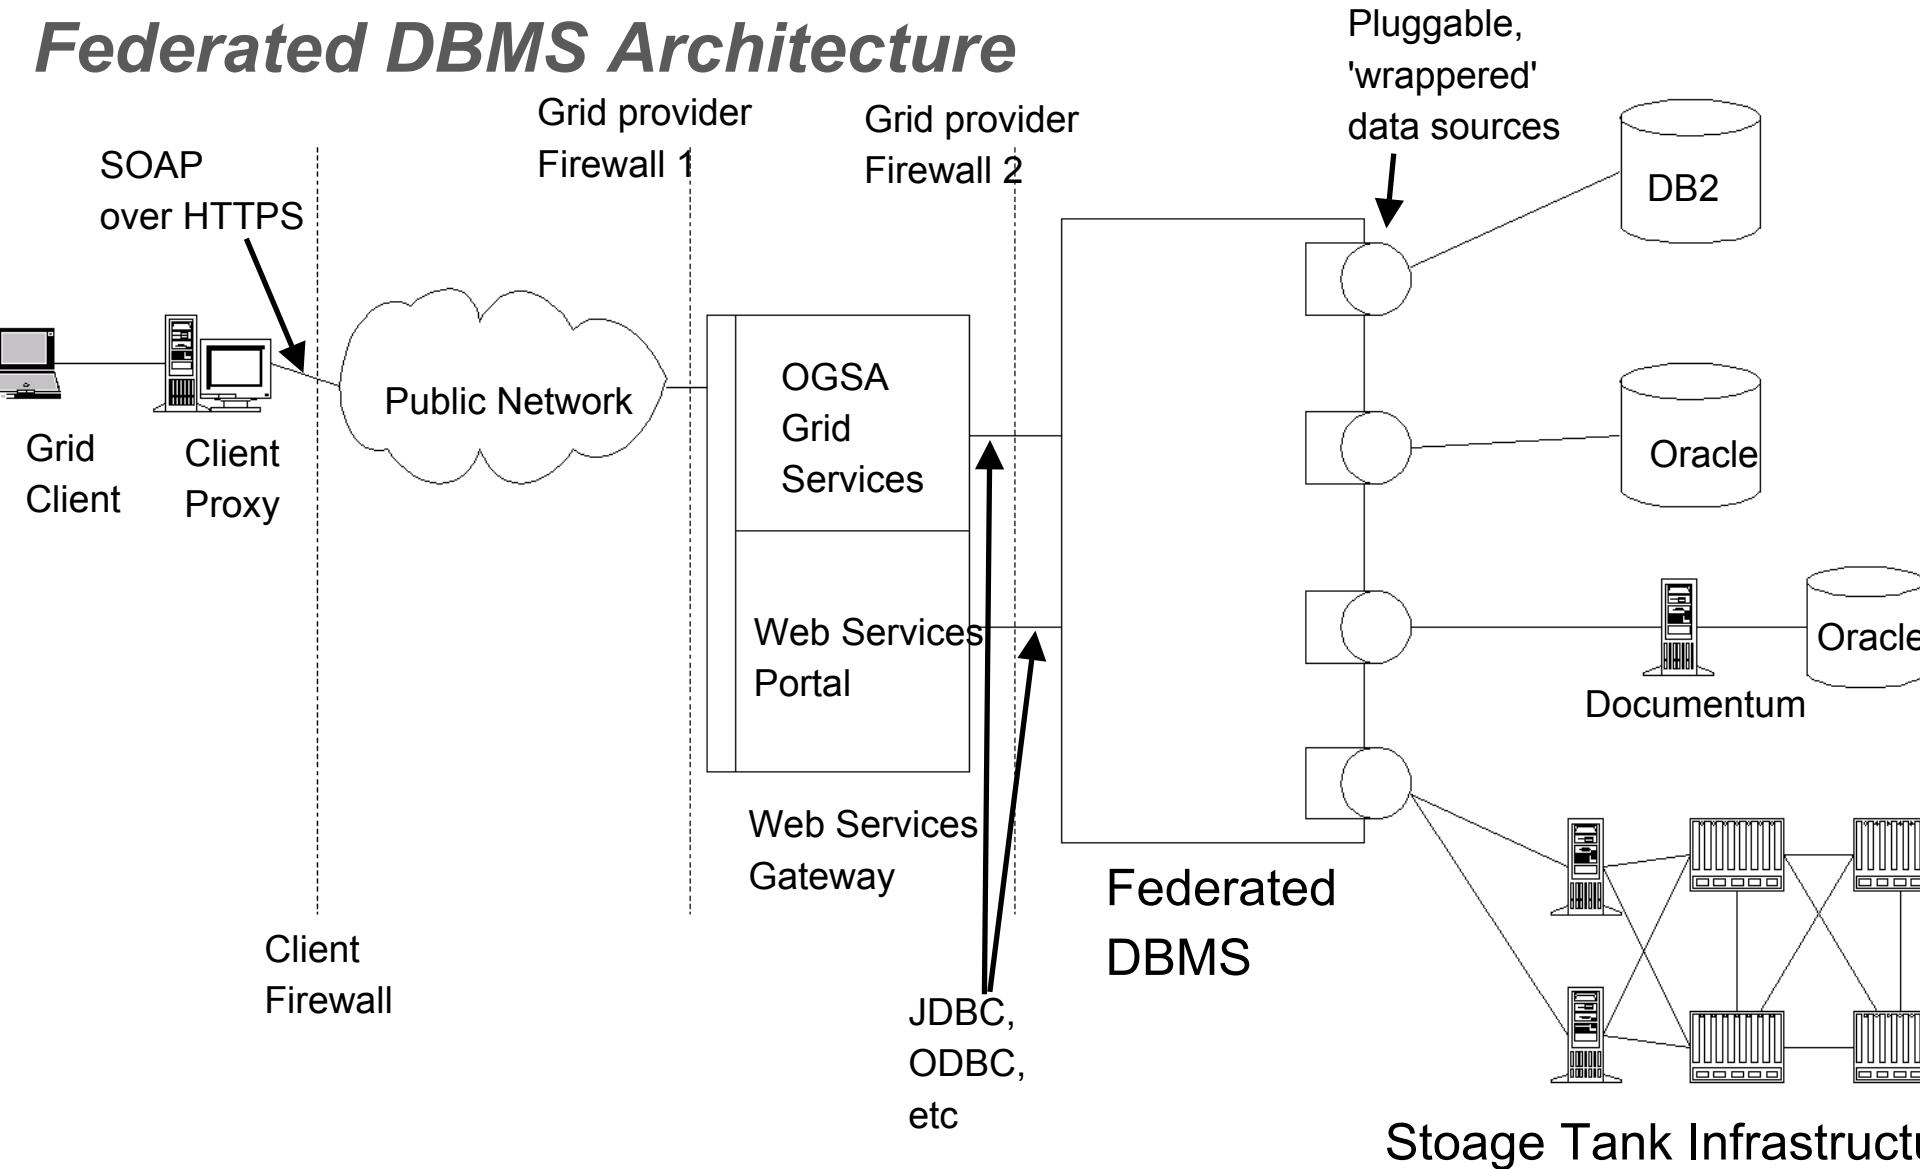 Federated DBMS Architecture
Pluggable,
'wrappered'
data sources
Grid provider
Firewall 1
Grid provider
Firewall 2
SOAP
over HTTPS
DB2
Public Network
OGSA
Grid
Services
Grid
Client
Client
Proxy
Oracle
Web Services
Portal
Oracle
Documentum
Web Services
Gateway
Federated
DBMS
Client
Firewall
JDBC,
ODBC,
etc
Stoage Tank Infrastructu